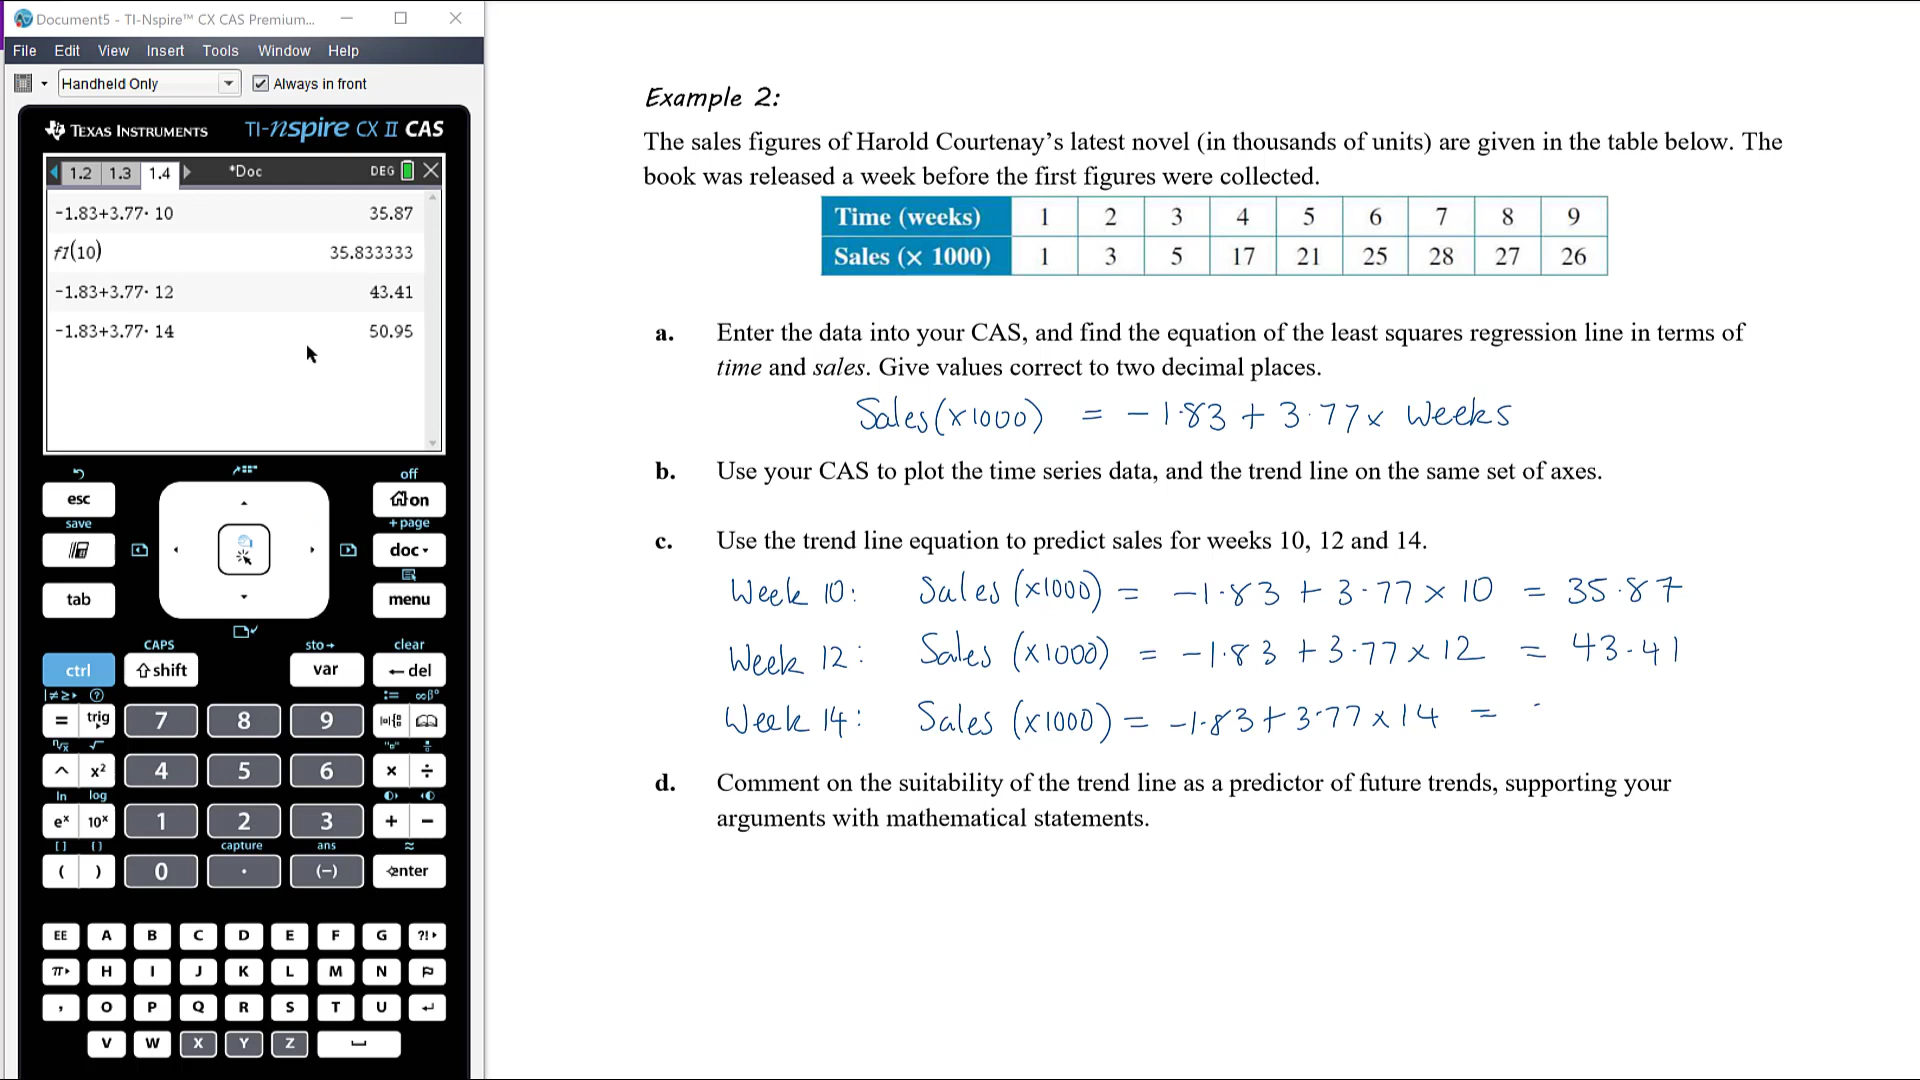 Document5 - TI-Nspire™ CX CAS Premium...
File Edit View Insert Tools Window Help
Handheld Only Always in front
TEXAS INSTRUMENTS TI-nspire CX II CAS
1.2 1.3 1.4 *Doc DEG
-1.83+3.77· 10 35.87
f1(10) 35.833333
-1.83+3.77· 12 43.41
-1.83+3.77· 14 50.95
off
esc on
save +page
doc
tab menu
CAPS sto→ clear
ctrl shift var ←del
= trig 7 8 9
^ x² 4 5 6 × ÷
ln log
eˣ 10ˣ 1 2 3 + −
[ ] { } capture ans ≈
( ) 0 . (−) enter
EE A B C D E F G ?!▸
π▸ H I J K L M N
, O P Q R S T U ↵
V W X Y Z
Example 2:
The sales figures of Harold Courtenay’s latest novel (in thousands of units) are given in the table below. The
book was released a week before the first figures were collected.
Time (weeks) 1 2 3 4 5 6 7 8 9
Sales (× 1000) 1 3 5 17 21 25 28 27 26
a. Enter the data into your CAS, and find the equation of the least squares regression line in terms of
time and sales. Give values correct to two decimal places.
Sales(×1000) = -1.83 + 3.77 × weeks
b. Use your CAS to plot the time series data, and the trend line on the same set of axes.
c. Use the trend line equation to predict sales for weeks 10, 12 and 14.
Week 10: Sales (×1000) = -1.83 + 3.77 × 10 = 35.87
Week 12: Sales (×1000) = -1.83 + 3.77 × 12 = 43.41
Week 14: Sales (×1000) = -1.83 + 3.77 × 14 =
d. Comment on the suitability of the trend line as a predictor of future trends, supporting your
arguments with mathematical statements.